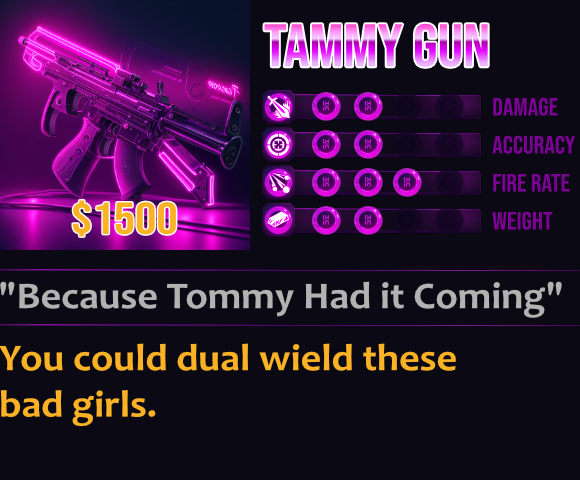 TAMMY GUN
DAMAGE
ACCURACY
FIRE RATE
WEIGHT
$1500
"Because Tommy Had it Coming"
You could dual wield these
bad girls.